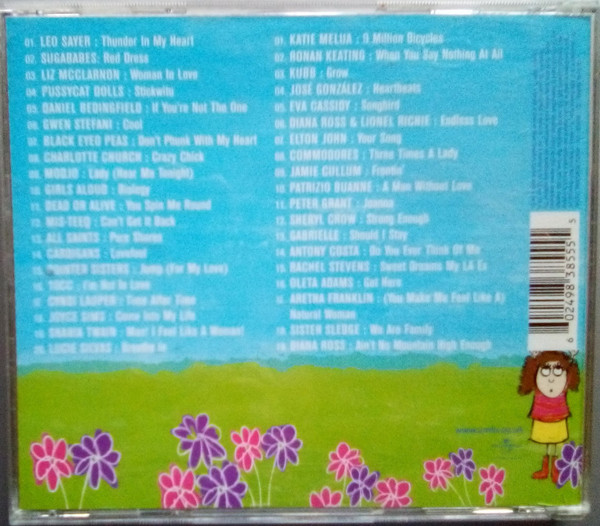 01. LEO SAYER : Thunder In My Heart
02. SUGABABES: Red Dress
03. LIZ MCCLARNON : Woman In Love
04. PUSSYCAT DOLLS : Stickwitu
05. DANIEL BEDINGFIELD : If You're Not The One
06. GWEN STEFANI : Cool
07. BLACK EYED PEAS : Don't Phunk With My Heart
08. CHARLOTTE CHURCH : Crazy Chick
09. MODJO : Lady (Hear Me Tonight)
10. GIRLS ALOUD : Biology
11. DEAD OR ALIVE : You Spin Me Round
12. MIS-TEEQ : Can't Get It Back
13. ALL SAINTS : Pure Shores
14. CARDIGANS : Lovefool
15. POINTER SISTERS : Jump (For My Love)
16. 10CC : I'm Not In Love
17. CYNDI LAUPER : Time After Time
18. JOYCE SIMS : Come Into My Life
19. SHANIA TWAIN : Man! I Feel Like A Woman!
20. LUCIE SILVAS : Breathe In
01. KATIE MELUA : 9 Million Bicycles
02. RONAN KEATING : When You Say Nothing At All
03. KUBB : Grow
04. JOSÉ GONZÁLEZ : Heartbeats
05. EVA CASSIDY : Songbird
06. DIANA ROSS & LIONEL RICHIE : Endless Love
07. ELTON JOHN : Your Song
08. COMMODORES : Three Times A Lady
09. JAMIE CULLUM : Frontin'
10. PATRIZIO BUANNE : A Man Without Love
11. PETER GRANT : Joanna
12. SHERYL CROW : Strong Enough
13. GABRIELLE : Should I Stay
14. ANTONY COSTA : Do You Ever Think Of Me
15. RACHEL STEVENS : Sweet Dreams My LA Ex
16. OLETA ADAMS : Get Here
17. ARETHA FRANKLIN : (You Make Me Feel Like A)
Natural Woman
18. SISTER SLEDGE : We Are Family
19. DIANA ROSS : Ain't No Mountain High Enough
6 02498 38555 5